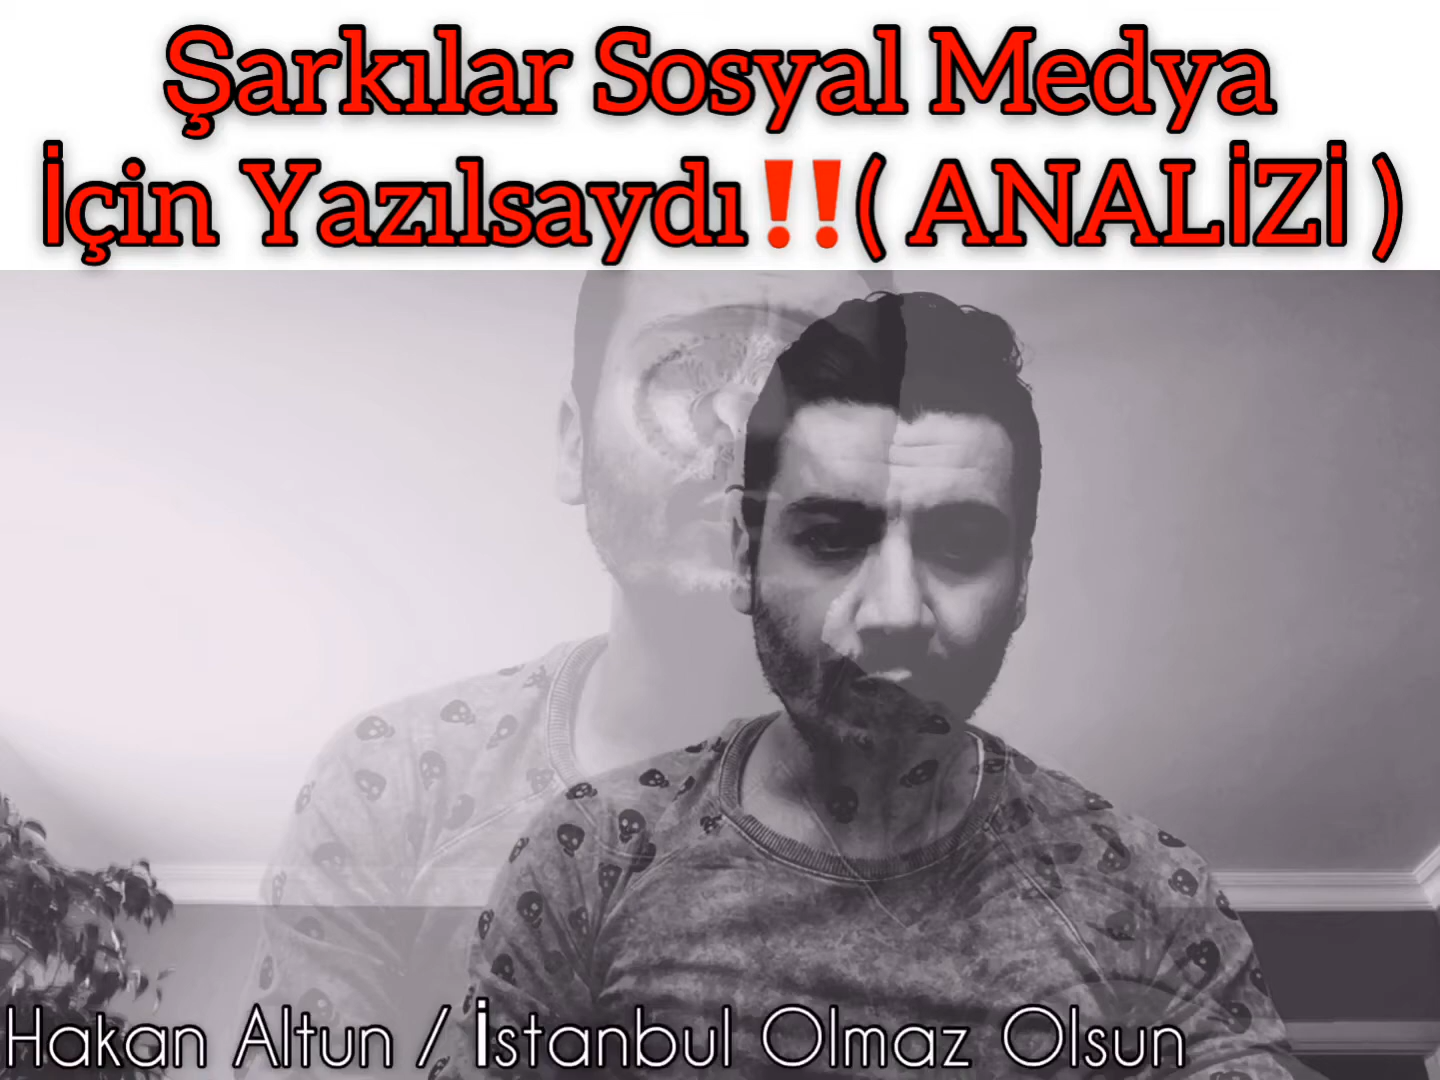 Şarkılar Sosyal Medya
İçin Yazılsaydı‼️( ANALİZİ )
Hakan Altun / İstanbul Olmaz Olsun